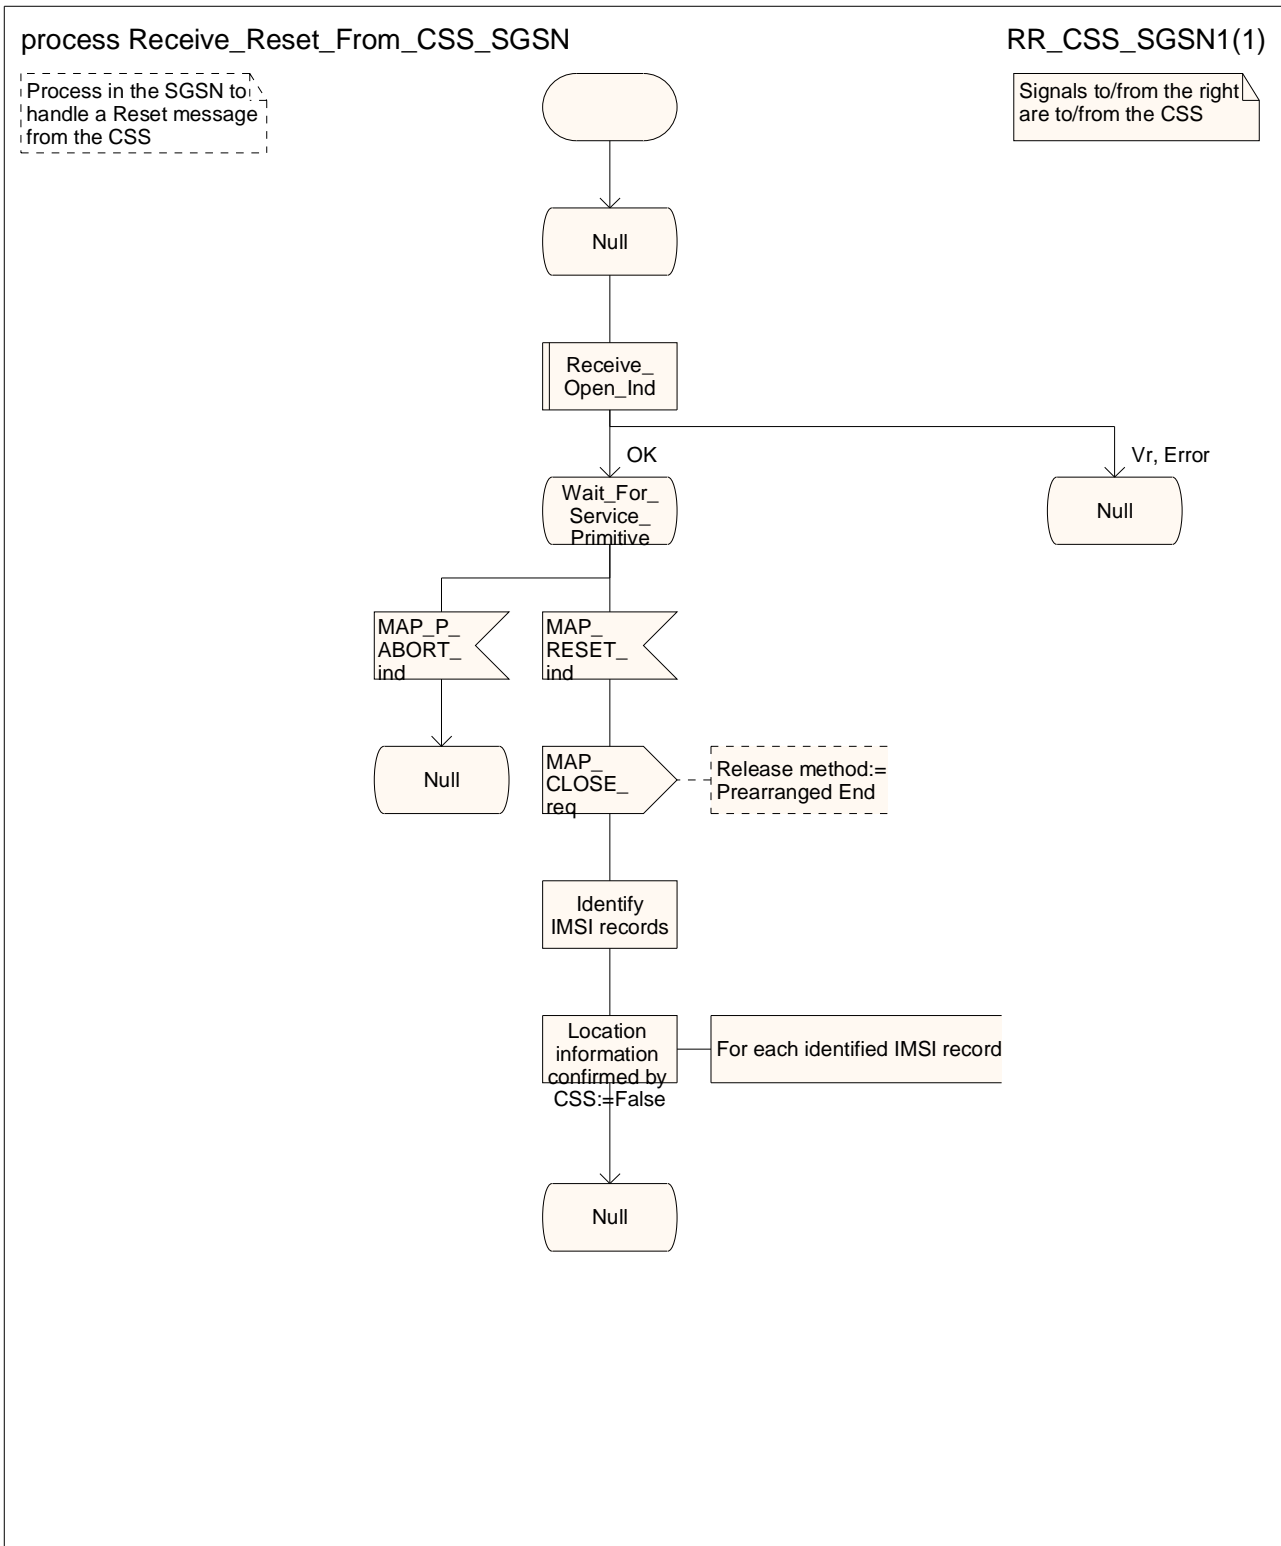 process Receive_Reset_From_CSS_SGSN
RR_CSS_SGSN1(1)
Process in the SGSN to
handle a Reset message
from the CSS
Signals to/from the right
are to/from the CSS
Null
Receive_
Open_Ind
OK
Vr, Error
Wait_For_
Service_
Primitive
Null
MAP_P_
ABORT_
ind
MAP_
RESET_
ind
Null
MAP_
CLOSE_
req
Release method:=
Prearranged End
Identify
IMSI records
Location
information
confirmed by
CSS:=False
For each identified IMSI record
Null